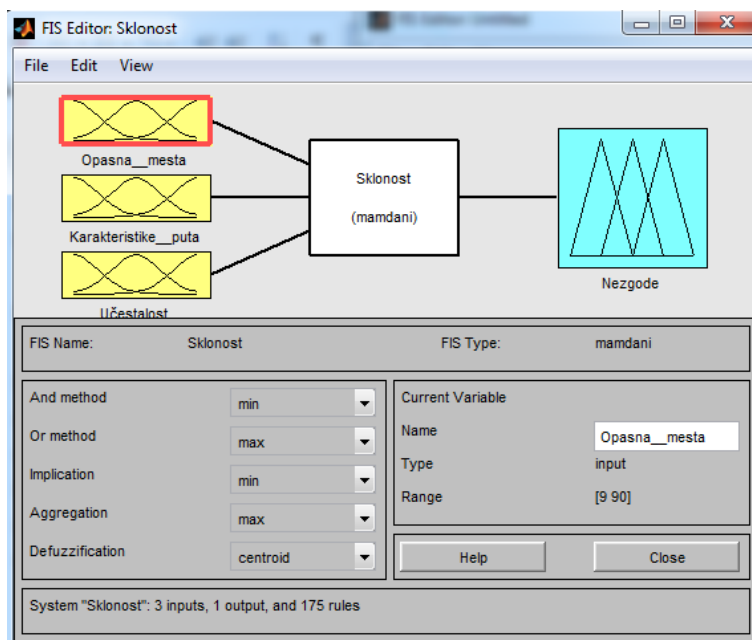 FIS Editor: Sklonost
File Edit View
Opasna__mesta
Karakteristike__puta
Učestalost
Sklonost
(mamdani)
Nezgode
FIS Name: Sklonost FIS Type: mamdani
And method min
Or method max
Implication min
Aggregation max
Defuzzification centroid
Current Variable
Name Opasna__mesta
Type input
Range [9 90]
Help Close
System "Sklonost": 3 inputs, 1 output, and 175 rules